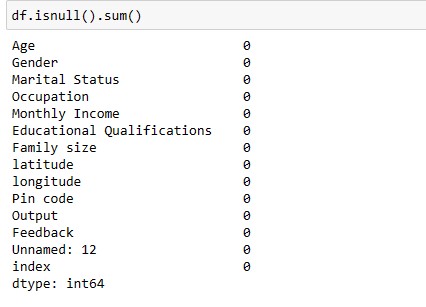 df.isnull().sum()
Age 0
Gender 0
Marital Status 0
Occupation 0
Monthly Income 0
Educational Qualifications 0
Family size 0
latitude 0
longitude 0
Pin code 0
Output 0
Feedback 0
Unnamed: 12 0
index 0
dtype: int64